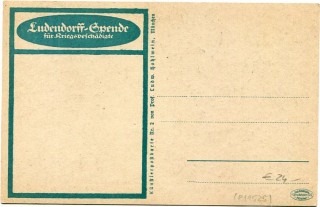 Ludendorff-Spende
für Kriegsbeschädigte
Künstlerpostkarte Nr. 2 von Prof. Ludw. Hohlwein, München
€ 24.-